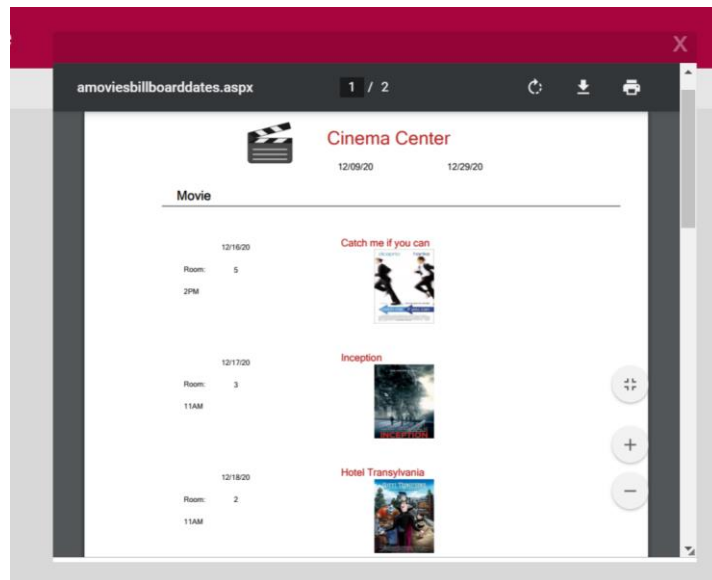 e
X
amoviesbillboarddates.aspx 1 / 2
Cinema Center
12/09/20 12/29/20
Movie
12/16/20 Catch me if you can
Room: 5
2PM
12/17/20 Inception
Room: 3
11AM
INCEPTION
12/18/20 Hotel Transylvania
Room: 2
11AM